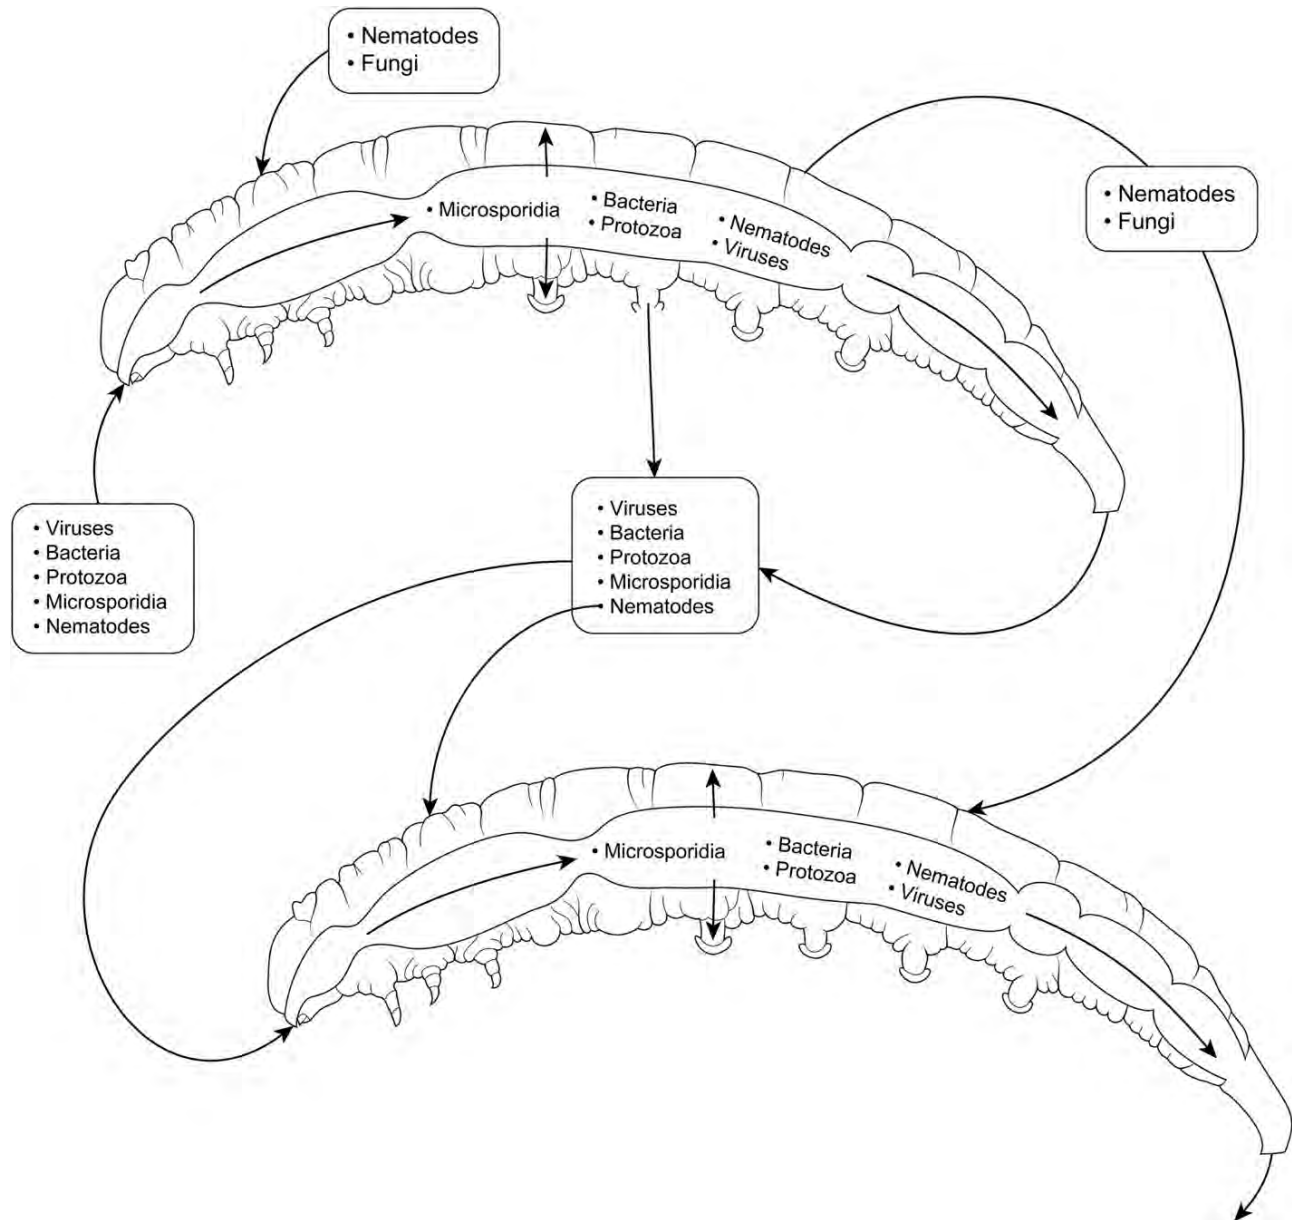 • Nematodes
• Fungi
• Nematodes
• Fungi
• Microsporidia
• Bacteria
• Protozoa
• Nematodes
• Viruses
• Viruses
• Bacteria
• Protozoa
• Microsporidia
• Nematodes
• Viruses
• Bacteria
• Protozoa
• Microsporidia
• Nematodes
• Microsporidia
• Bacteria
• Protozoa
• Nematodes
• Viruses